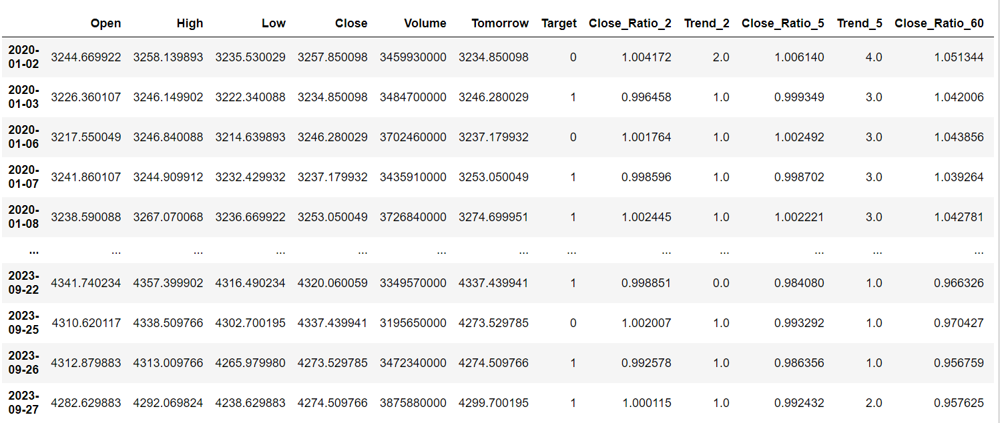 Open High Low Close Volume Tomorrow Target Close_Ratio_2 Trend_2 Close_Ratio_5 Trend_5 Close_Ratio_60
2020-
01-02 3244.669922 3258.139893 3235.530029 3257.850098 3459930000 3234.850098 0 1.004172 2.0 1.006140 4.0 1.051344
2020-
01-03 3226.360107 3246.149902 3222.340088 3234.850098 3484700000 3246.280029 1 0.996458 1.0 0.999349 3.0 1.042006
2020-
01-06 3217.550049 3246.840088 3214.639893 3246.280029 3702460000 3237.179932 0 1.001764 1.0 1.002492 3.0 1.043856
2020-
01-07 3241.860107 3244.909912 3232.429932 3237.179932 3435910000 3253.050049 1 0.998596 1.0 0.998702 3.0 1.039264
2020-
01-08 3238.590088 3267.070068 3236.669922 3253.050049 3726840000 3274.699951 1 1.002445 1.0 1.002221 3.0 1.042781
... ... ... ... ... ... ... ... ... ... ... ... ...
2023-
09-22 4341.740234 4357.399902 4316.490234 4320.060059 3349570000 4337.439941 1 0.998851 0.0 0.984080 1.0 0.966326
2023-
09-25 4310.620117 4338.509766 4302.700195 4337.439941 3195650000 4273.529785 0 1.002007 1.0 0.993292 1.0 0.970427
2023-
09-26 4312.879883 4313.009766 4265.979980 4273.529785 3472340000 4274.509766 1 0.992578 1.0 0.986356 1.0 0.956759
2023-
09-27 4282.629883 4292.069824 4238.629883 4274.509766 3875880000 4299.700195 1 1.000115 1.0 0.992432 2.0 0.957625